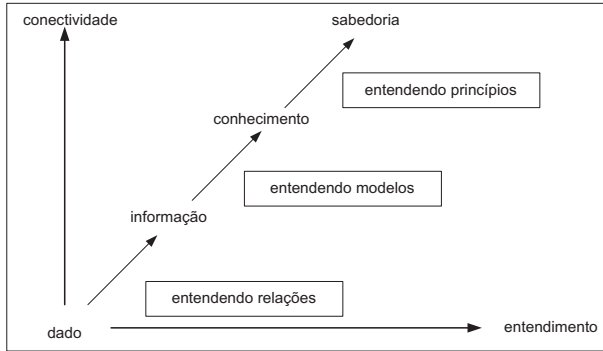 conectividade
sabedoria
entendendo princípios
conhecimento
entendendo modelos
informação
entendendo relações
dado
entendimento